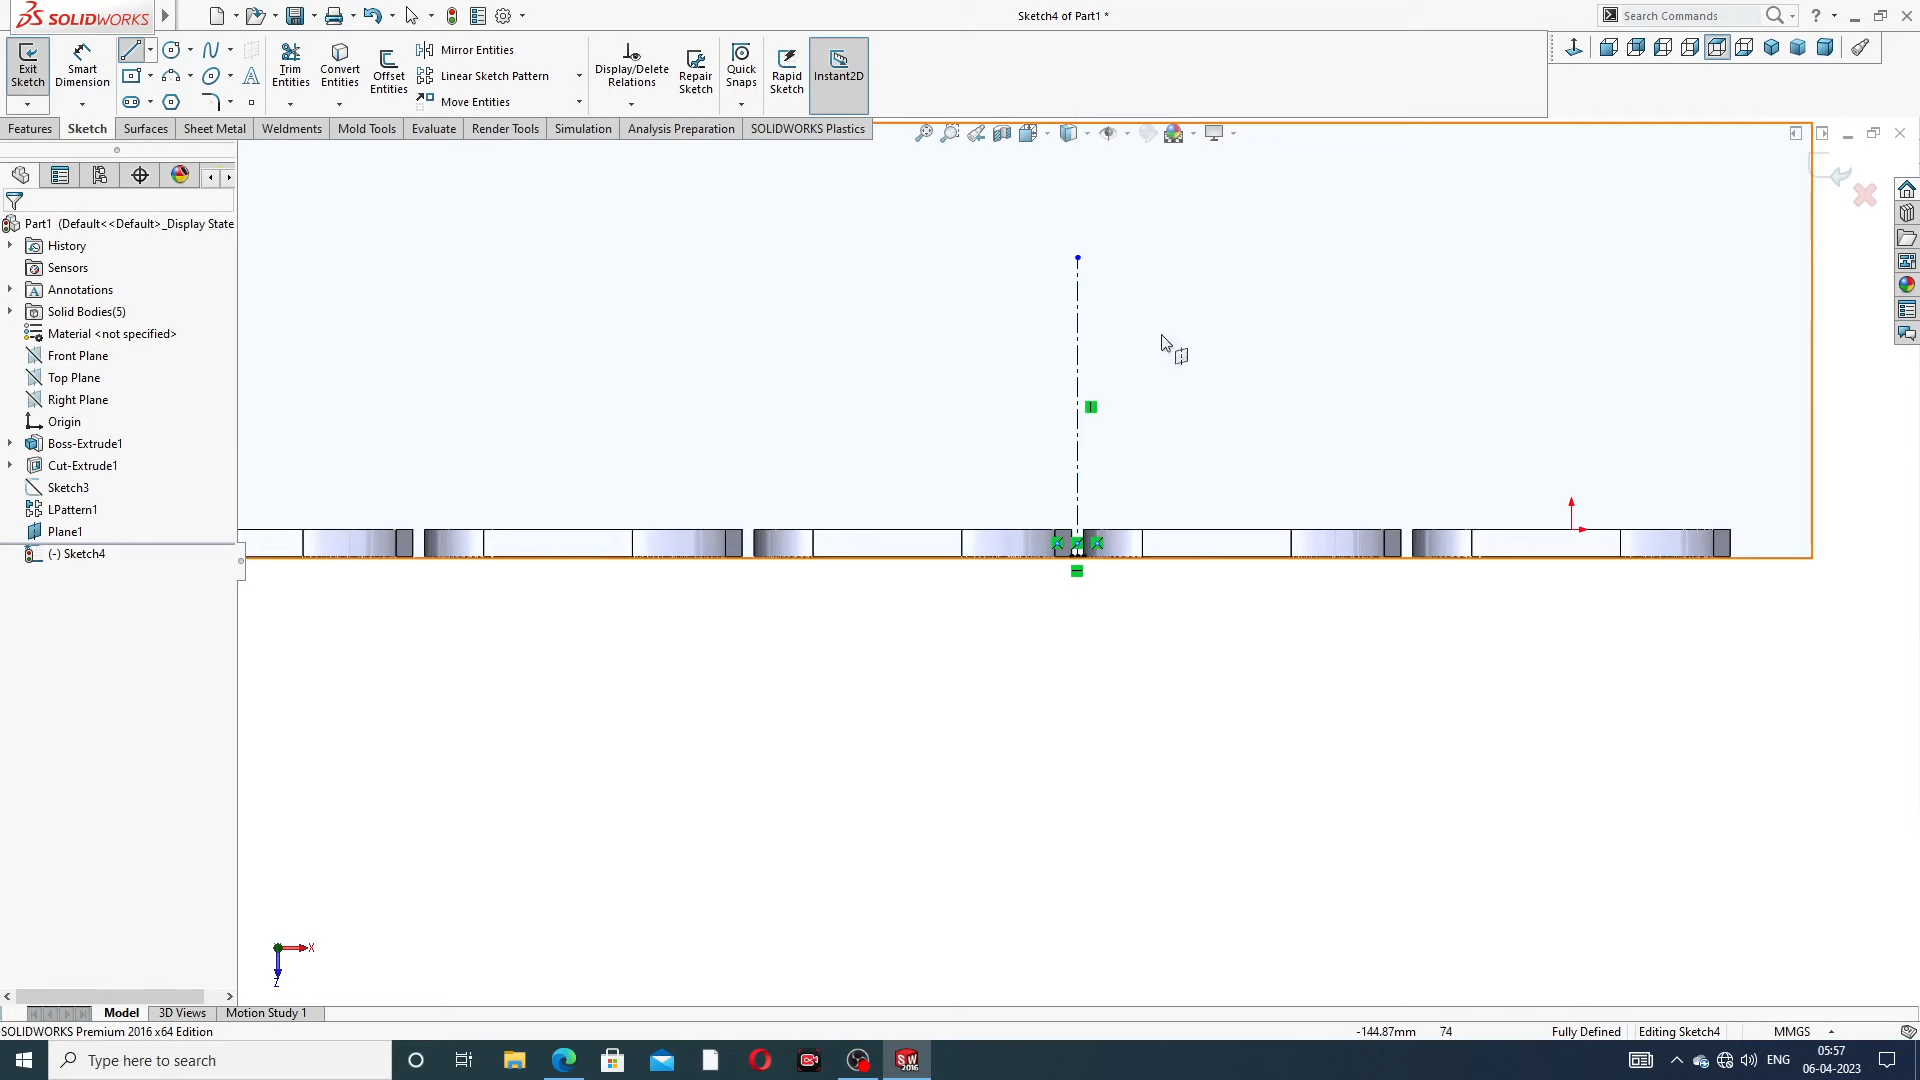 SOLIDWORKS
Sketch4 of Part1 *
Search Commands
Exit Sketch
Smart Dimension
Trim Entities
Convert Entities
Offset Entities
Mirror Entities
Linear Sketch Pattern
Move Entities
Display/Delete Relations
Repair Sketch
Quick Snaps
Rapid Sketch
Instant2D
Features
Sketch
Surfaces
Sheet Metal
Weldments
Mold Tools
Evaluate
Render Tools
Simulation
Analysis Preparation
SOLIDWORKS Plastics
Part1 (Default<<Default>_Display State
History
Sensors
Annotations
Solid Bodies(5)
Material <not specified>
Front Plane
Top Plane
Right Plane
Origin
Boss-Extrude1
Cut-Extrude1
Sketch3
LPattern1
Plane1
(-) Sketch4
X
Z
Model
3D Views
Motion Study 1
SOLIDWORKS Premium 2016 x64 Edition
-144.87mm
74
Fully Defined
Editing Sketch4
MMGS
Type here to search
SW
2016
ENG
05:57
06-04-2023